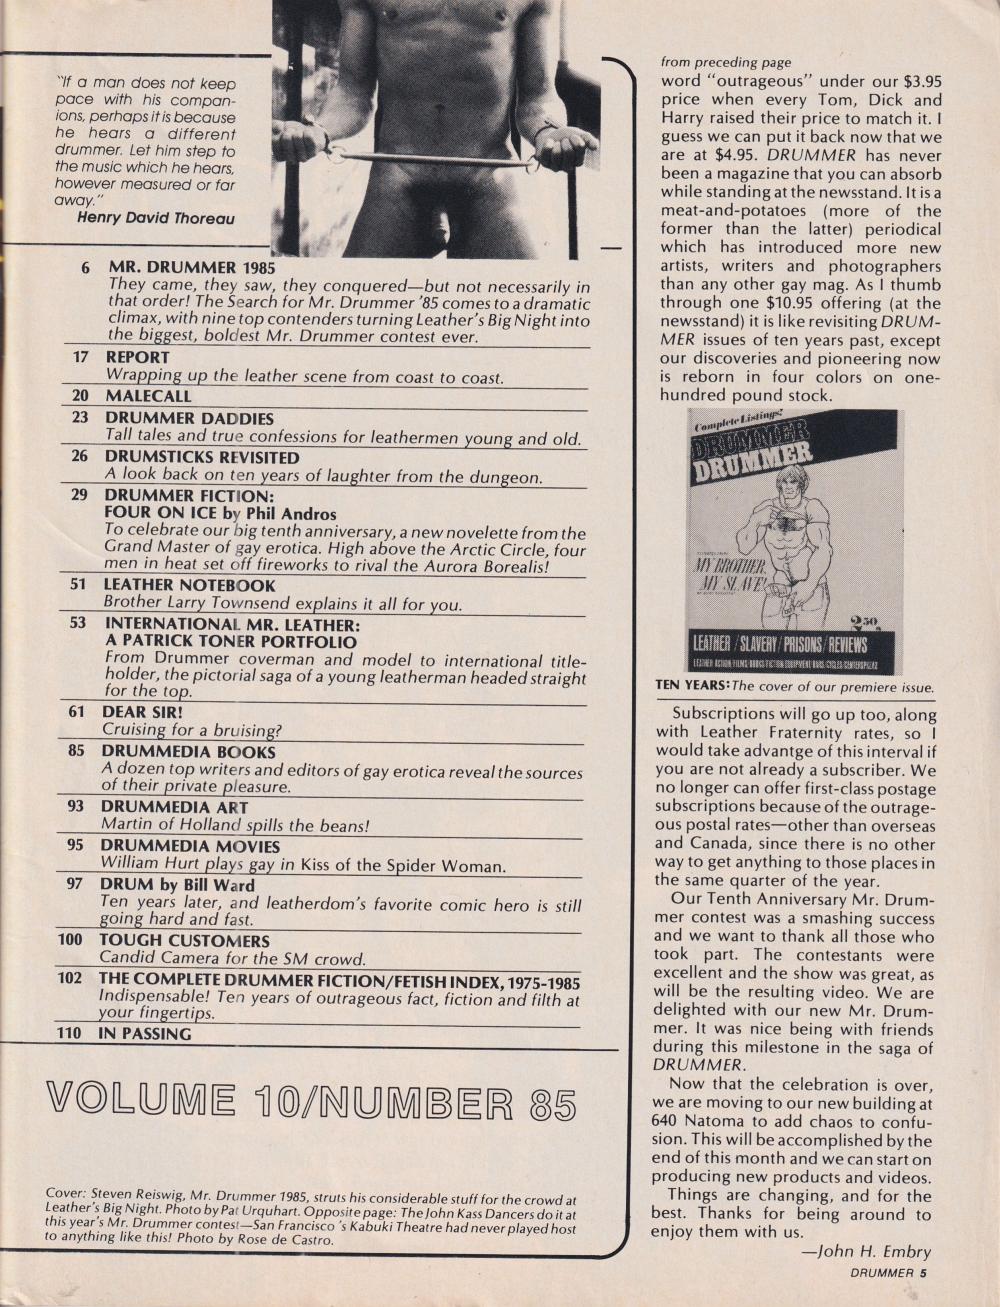 "If a man does not keep
pace with his compan-
ions, perhaps it is because
he hears a different
drummer. Let him step to
the music which he hears,
however measured or far
away."
Henry David Thoreau
6 MR. DRUMMER 1985
They came, they saw, they conquered—but not necessarily in
that order! The Search for Mr. Drummer '85 comes to a dramatic
climax, with nine top contenders turning Leather's Big Night into
the biggest, boldest Mr. Drummer contest ever.
17 REPORT
Wrapping up the leather scene from coast to coast.
20 MALECALL
23 DRUMMER DADDIES
Tall tales and true confessions for leathermen young and old.
26 DRUMSTICKS REVISITED
A look back on ten years of laughter from the dungeon.
29 DRUMMER FICTION:
FOUR ON ICE by Phil Andros
To celebrate our big tenth anniversary, a new novelette from the
Grand Master of gay erotica. High above the Arctic Circle, four
men in heat set off fireworks to rival the Aurora Borealis!
51 LEATHER NOTEBOOK
Brother Larry Townsend explains it all for you.
53 INTERNATIONAL MR. LEATHER:
A PATRICK TONER PORTFOLIO
From Drummer coverman and model to international title-
holder, the pictorial saga of a young leatherman headed straight
for the top.
61 DEAR SIR!
Cruising for a bruising?
85 DRUMMEDIA BOOKS
A dozen top writers and editors of gay erotica reveal the sources
of their private pleasure.
93 DRUMMEDIA ART
Martin of Holland spills the beans!
95 DRUMMEDIA MOVIES
William Hurt plays gay in Kiss of the Spider Woman.
97 DRUM by Bill Ward
Ten years later, and leatherdom's favorite comic hero is still
going hard and fast.
100 TOUGH CUSTOMERS
Candid Camera for the SM crowd.
102 THE COMPLETE DRUMMER FICTION/FETISH INDEX, 1975-1985
Indispensable! Ten years of outrageous fact, fiction and filth at
your fingertips.
110 IN PASSING
VOLUME 10/NUMBER 85
Cover: Steven Reiswig, Mr. Drummer 1985, struts his considerable stuff for the crowd at
Leather's Big Night. Photo by Pat Urquhart. Opposite page: The John Kass Dancers do it at
this year's Mr. Drummer contest—San Francisco 's Kabuki Theatre had never played host
to anything like this! Photo by Rose de Castro.
from preceding page
word "outrageous" under our $3.95
price when every Tom, Dick and
Harry raised their price to match it. I
guess we can put it back now that we
are at $4.95. DRUMMER has never
been a magazine that you can absorb
while standing at the newsstand. It is a
meat-and-potatoes (more of the
former than the latter) periodical
which has introduced more new
artists, writers and photographers
than any other gay mag. As I thumb
through one $10.95 offering (at the
newsstand) it is like revisiting DRUM-
MER issues of ten years past, except
our discoveries and pioneering now
is reborn in four colors on one-
hundred pound stock.
Complete Listings!
DRUMMER
DRUMMER
MY BROTHER,
MY SLAVE!
2.50
LEATHER / SLAVERY / PRISONS / REVIEWS
TEN YEARS: The cover of our premiere issue.
Subscriptions will go up too, along
with Leather Fraternity rates, so I
would take advantge of this interval if
you are not already a subscriber. We
no longer can offer first-class postage
subscriptions because of the outrage-
ous postal rates—other than overseas
and Canada, since there is no other
way to get anything to those places in
the same quarter of the year.
Our Tenth Anniversary Mr. Drum-
mer contest was a smashing success
and we want to thank all those who
took part. The contestants were
excellent and the show was great, as
will be the resulting video. We are
delighted with our new Mr. Drum-
mer. It was nice being with friends
during this milestone in the saga of
DRUMMER.
Now that the celebration is over,
we are moving to our new building at
640 Natoma to add chaos to confu-
sion. This will be accomplished by the
end of this month and we can start on
producing new products and videos.
Things are changing, and for the
best. Thanks for being around to
enjoy them with us.
—John H. Embry
DRUMMER 5